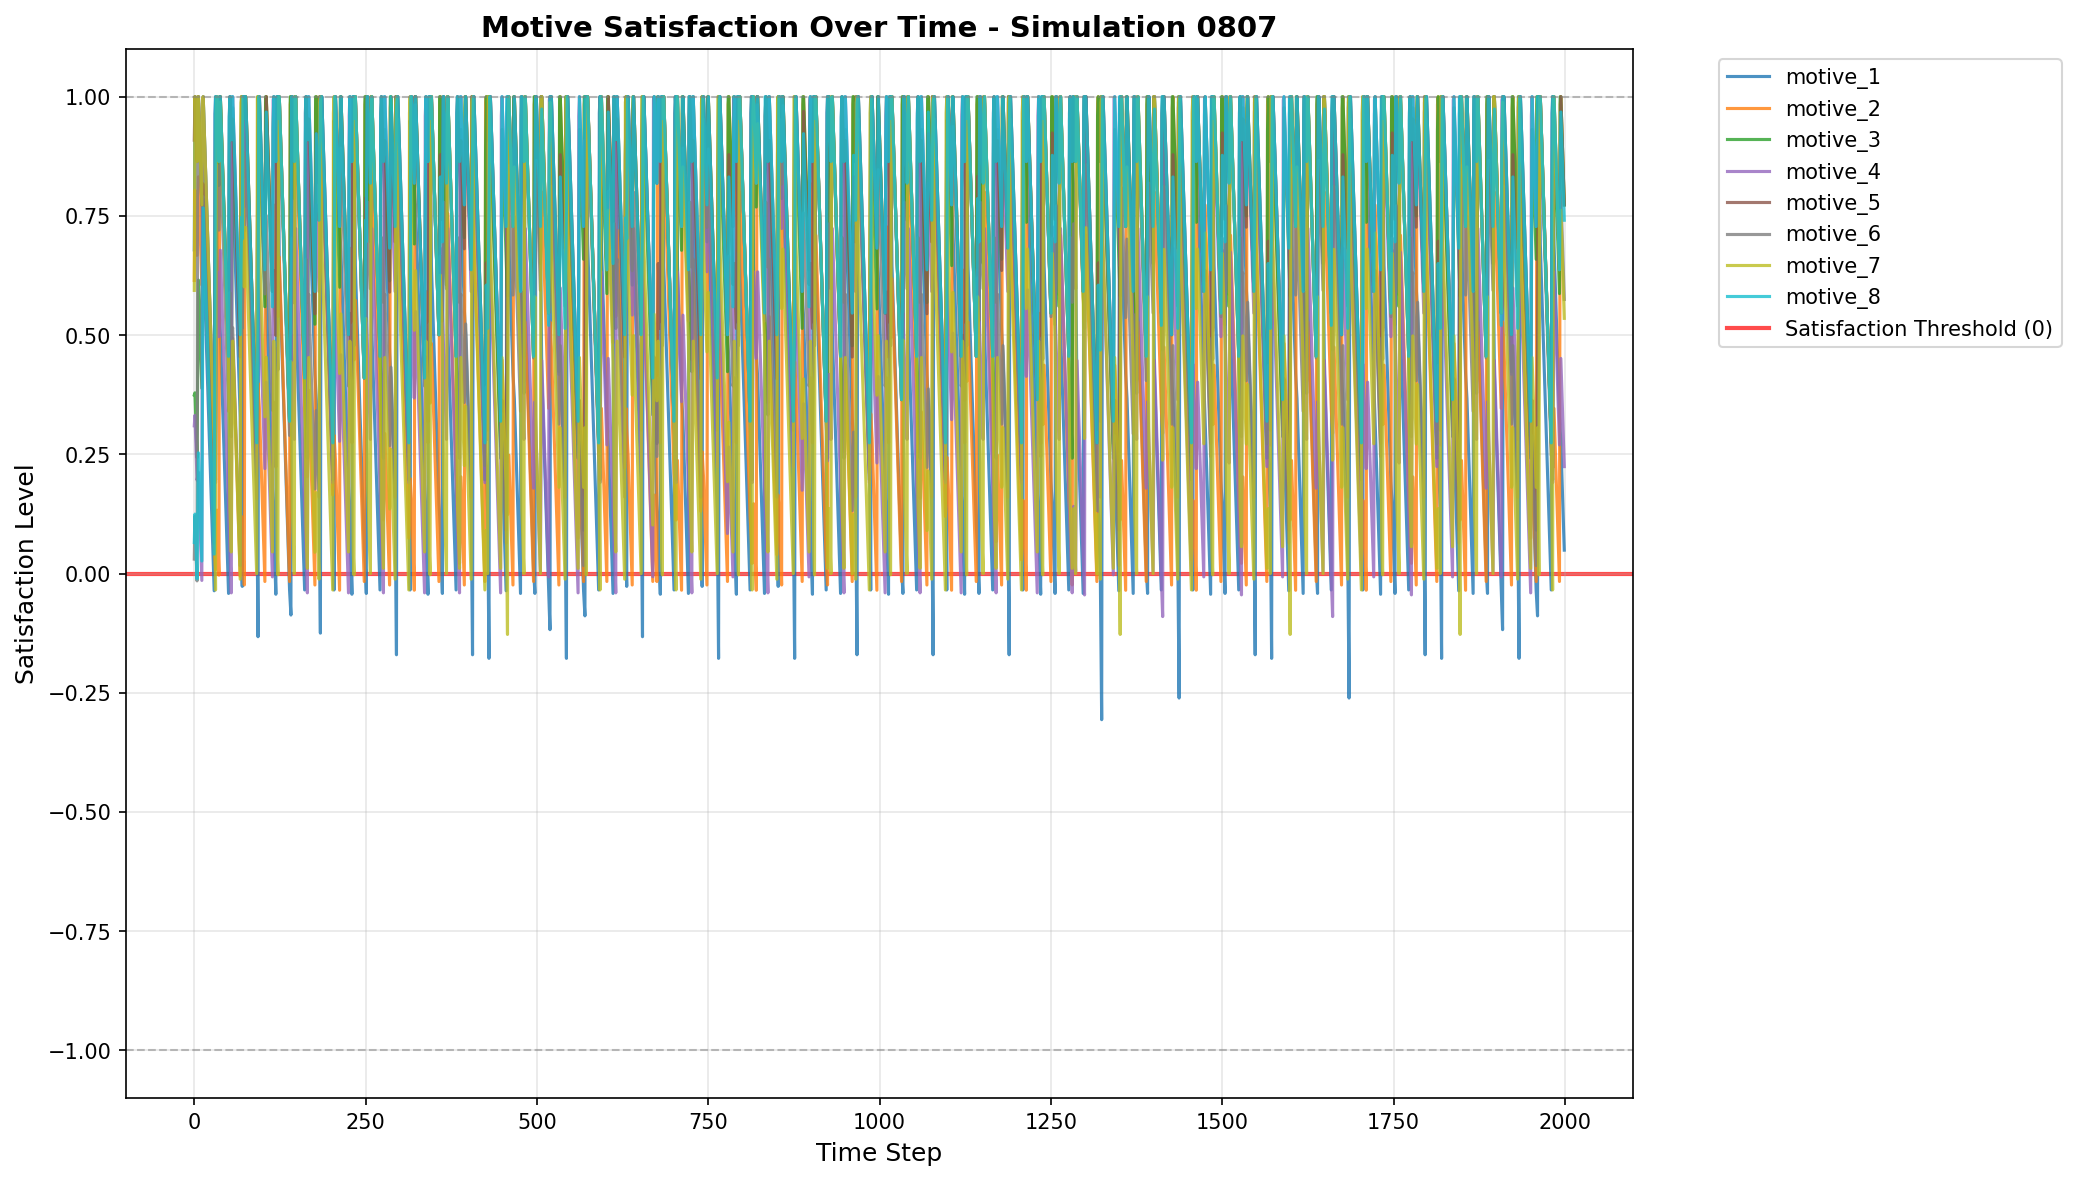 Motive Satisfaction Over Time - Simulation 0807
motive_1
motive_2
motive_3
motive_4
motive_5
motive_6
motive_7
motive_8
Satisfaction Threshold (0)
Satisfaction Level
1.00
0.75
0.50
0.25
0.00
−0.25
−0.50
−0.75
−1.00
0 250 500 750 1000 1250 1500 1750 2000
Time Step